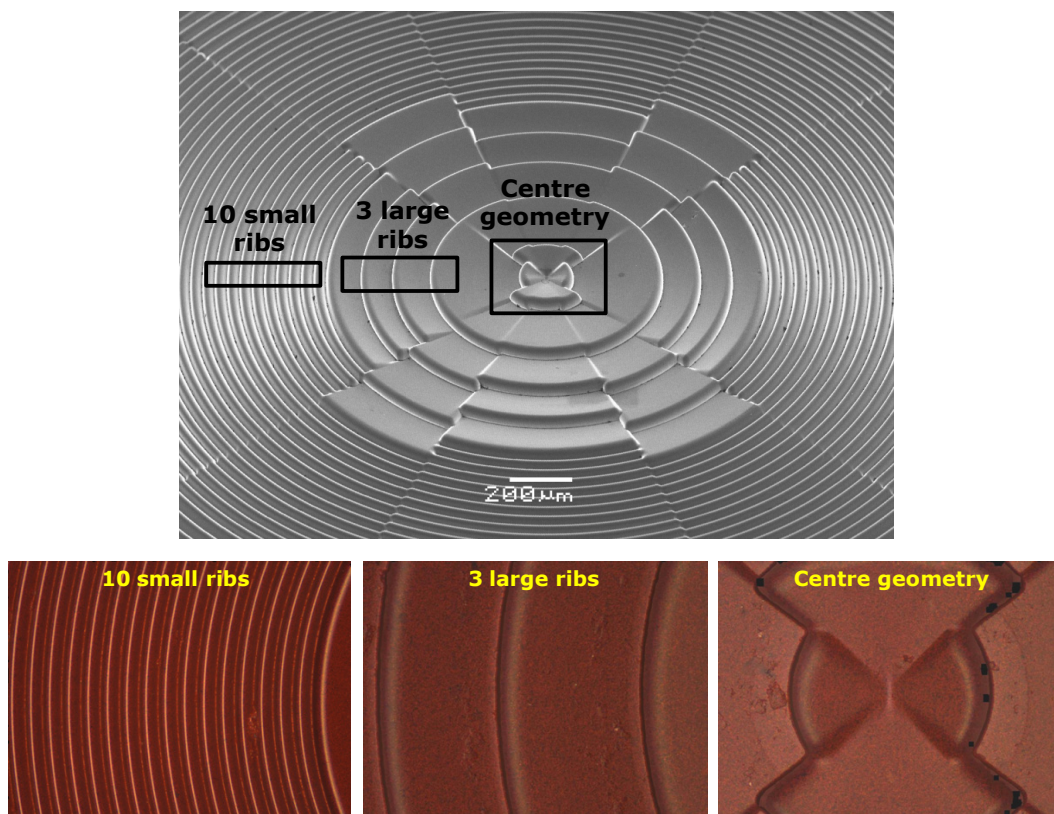 Centre
geometry
10 small
ribs
3 large
ribs
200µm
10 small ribs
3 large ribs
Centre geometry